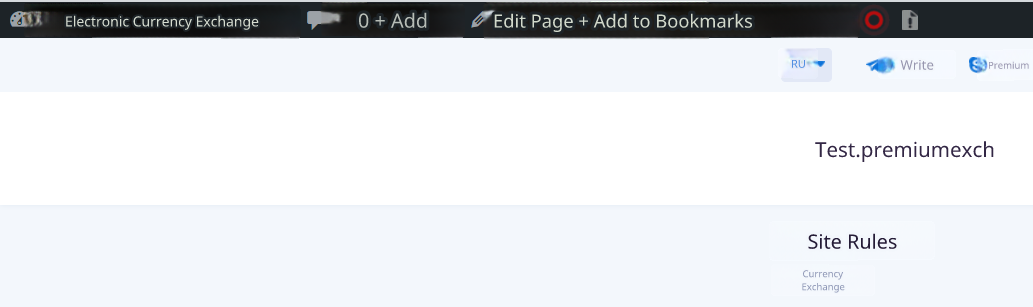 Electronic Currency Exchange 0 + Add Edit Page + Add to Bookmarks
RU Write Premium
Test.premiumexch
Site Rules
Currency
Exchange